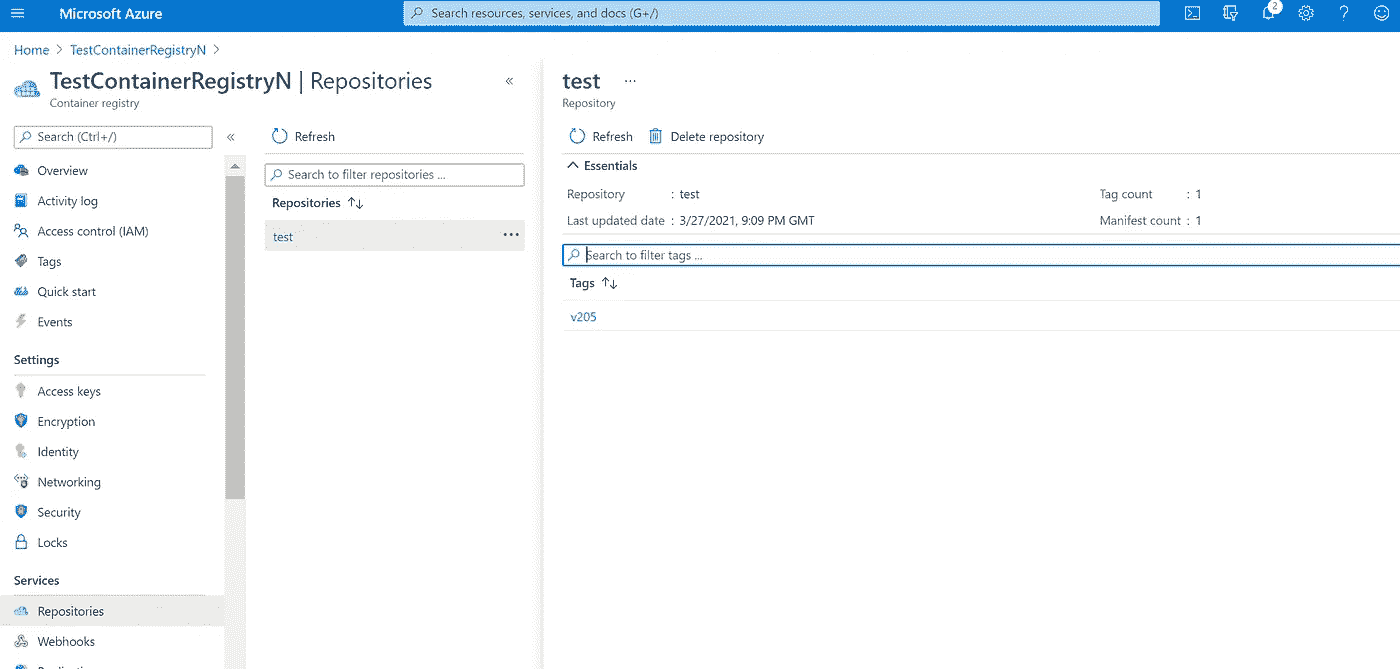 Microsoft Azure
Search resources, services, and docs (G+/)
2
Home > TestContainerRegistryN >
TestContainerRegistryN | Repositories
Container registry
Search (Ctrl+/)
Overview
Activity log
Access control (IAM)
Tags
Quick start
Events
Settings
Access keys
Encryption
Identity
Networking
Security
Locks
Services
Repositories
Webhooks
Refresh
Search to filter repositories ...
Repositories
test
test
Repository
Refresh
Delete repository
Essentials
Repository : test
Tag count : 1
Last updated date : 3/27/2021, 9:09 PM GMT
Manifest count : 1
Search to filter tags ...
Tags
v205